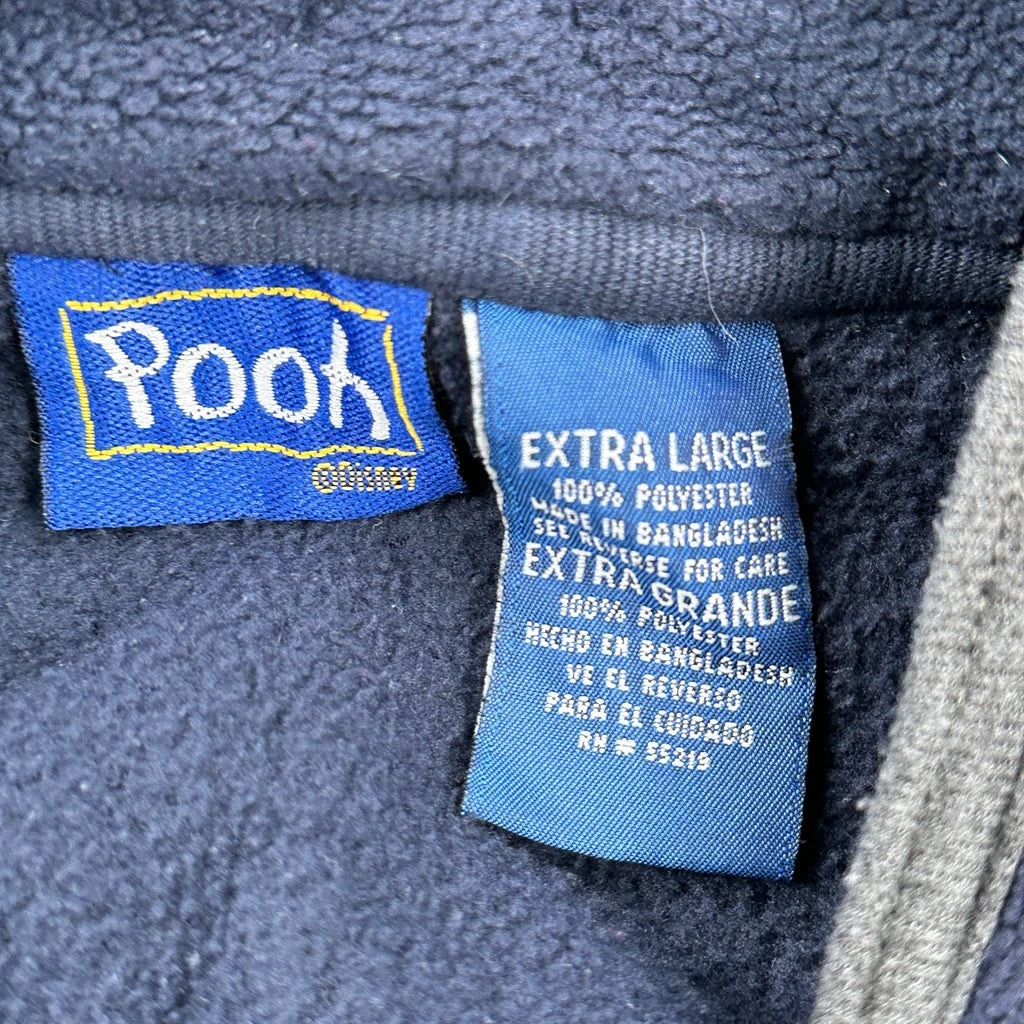 Pooh
©Disney
EXTRA LARGE
100% POLYESTER
MADE IN BANGLADESH
SEE REVERSE FOR CARE
EXTRA GRANDE
100% POLYESTER
HECHO EN BANGLADESH
VE EL REVERSO
PARA EL CUIDADO
RN # 55219